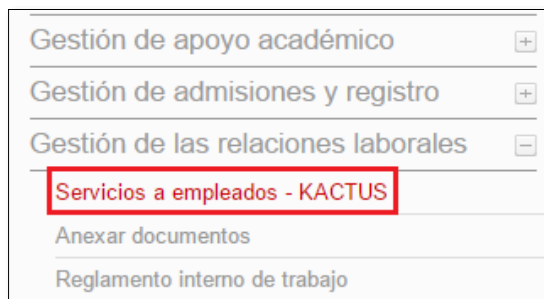 Gestión de apoyo académico
Gestión de admisiones y registro
Gestión de las relaciones laborales
Servicios a empleados - KACTUS
Anexar documentos
Reglamento interno de trabajo